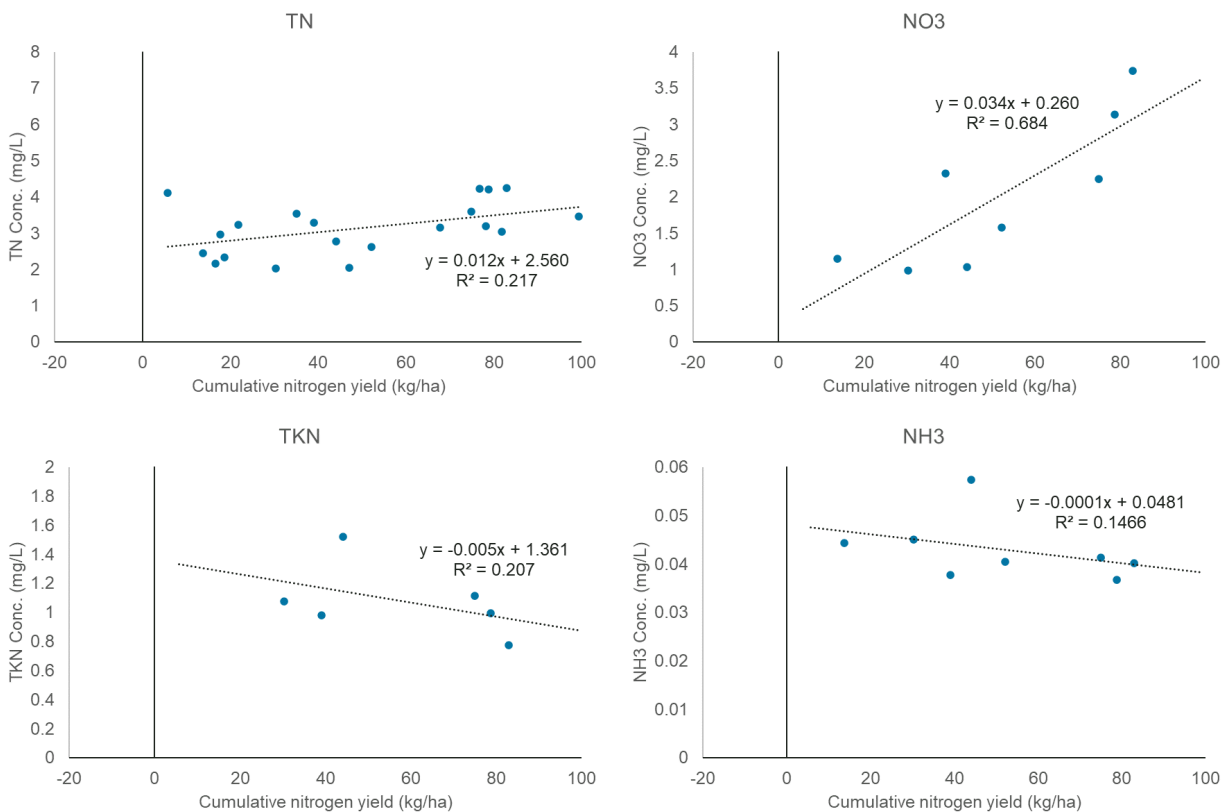 TN
8
7
6
5
4
3
2
1
0
TN Conc. (mg/L)
y = 0.012x + 2.560
R² = 0.217
-20 0 20 40 60 80 100
Cumulative nitrogen yield (kg/ha)
NO3
4
3.5
3
2.5
2
1.5
1
0.5
0
NO3 Conc. (mg/L)
y = 0.034x + 0.260
R² = 0.684
-20 0 20 40 60 80 100
Cumulative nitrogen yield (kg/ha)
TKN
2
1.8
1.6
1.4
1.2
1
0.8
0.6
0.4
0.2
0
TKN Conc. (mg/L)
y = -0.005x + 1.361
R² = 0.207
-20 0 20 40 60 80 100
Cumulative nitrogen yield (kg/ha)
NH3
0.06
0.05
0.04
0.03
0.02
0.01
0
NH3 Conc. (mg/L)
y = -0.0001x + 0.0481
R² = 0.1466
-20 0 20 40 60 80 100
Cumulative nitrogen yield (kg/ha)